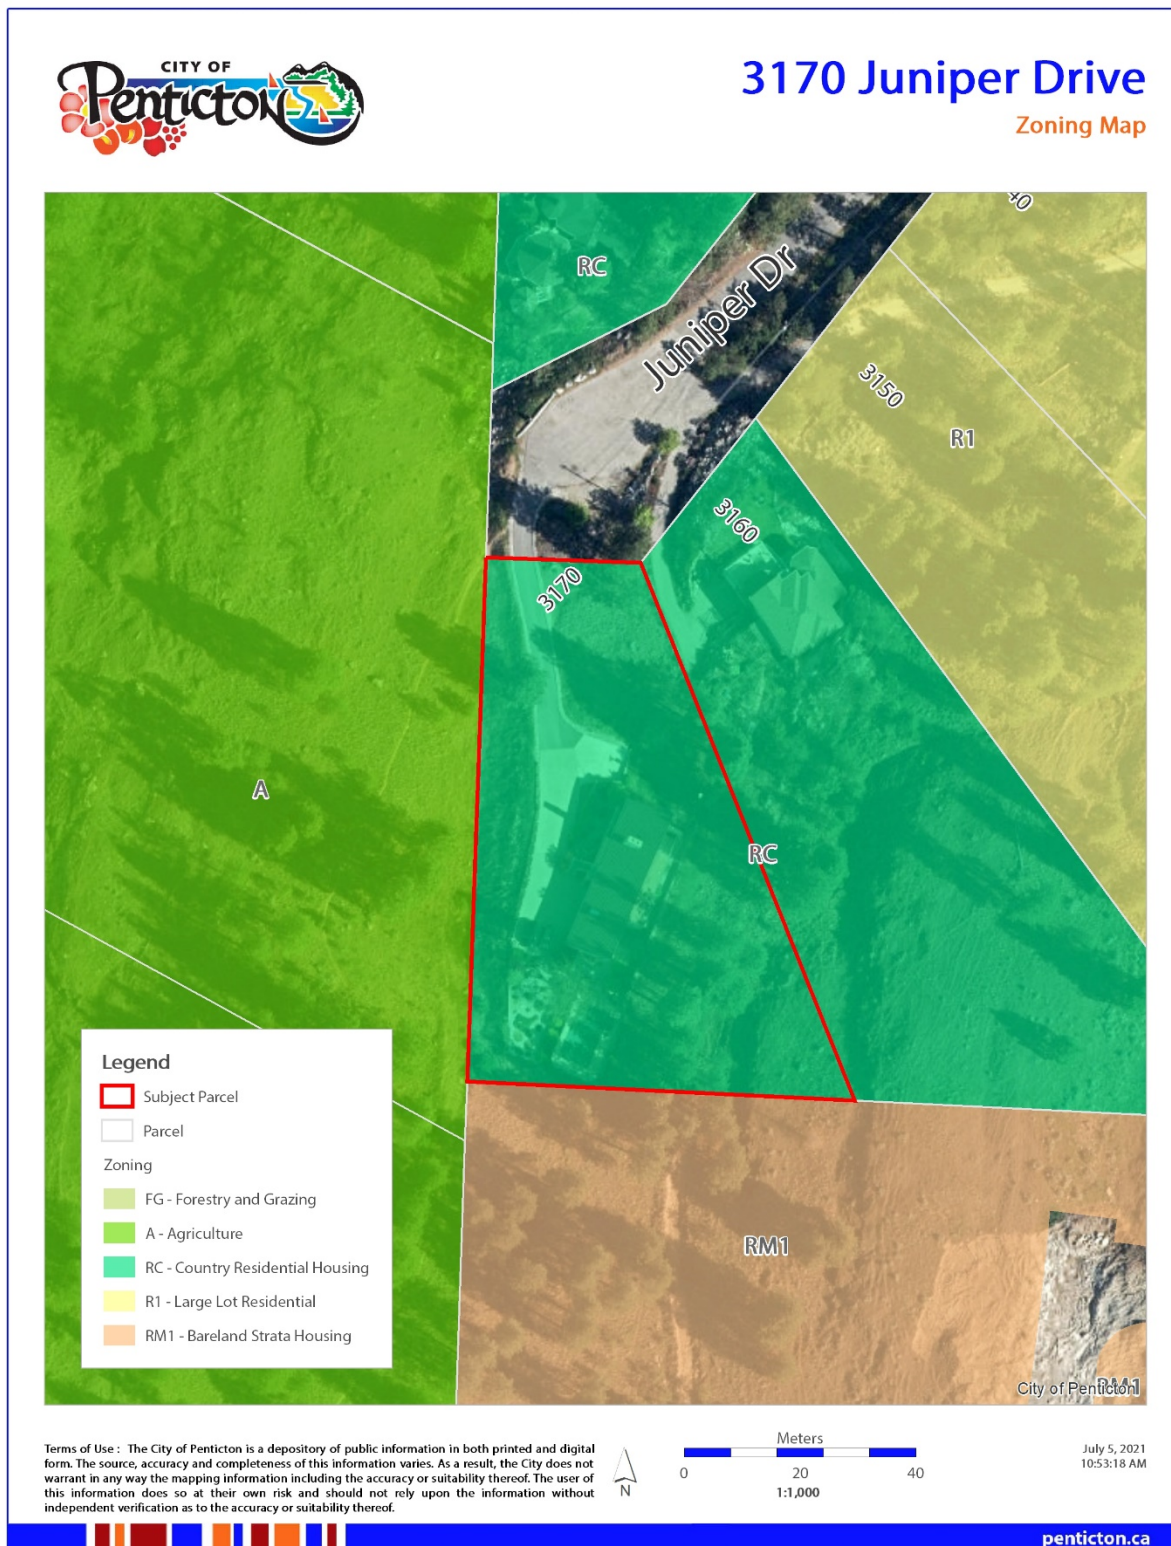 CITY OF
Penticton
3170 Juniper Drive
Zoning Map
40
RC
Juniper Dr
3150
R1
3160
3170
A
RC
RM1
RM1
City of Penticton
Legend
Subject Parcel
Parcel
Zoning
FG - Forestry and Grazing
A - Agriculture
RC - Country Residential Housing
R1 - Large Lot Residential
RM1 - Bareland Strata Housing
Terms of Use : The City of Penticton is a depository of public information in both printed and digital
form. The source, accuracy and completeness of this information varies. As a result, the City does not
warrant in any way the mapping information including the accuracy or suitability thereof. The user of
this information does so at their own risk and should not rely upon the information without
independent verification as to the accuracy or suitability thereof.
N
Meters
0 20 40
1:1,000
July 5, 2021
10:53:18 AM
penticton.ca